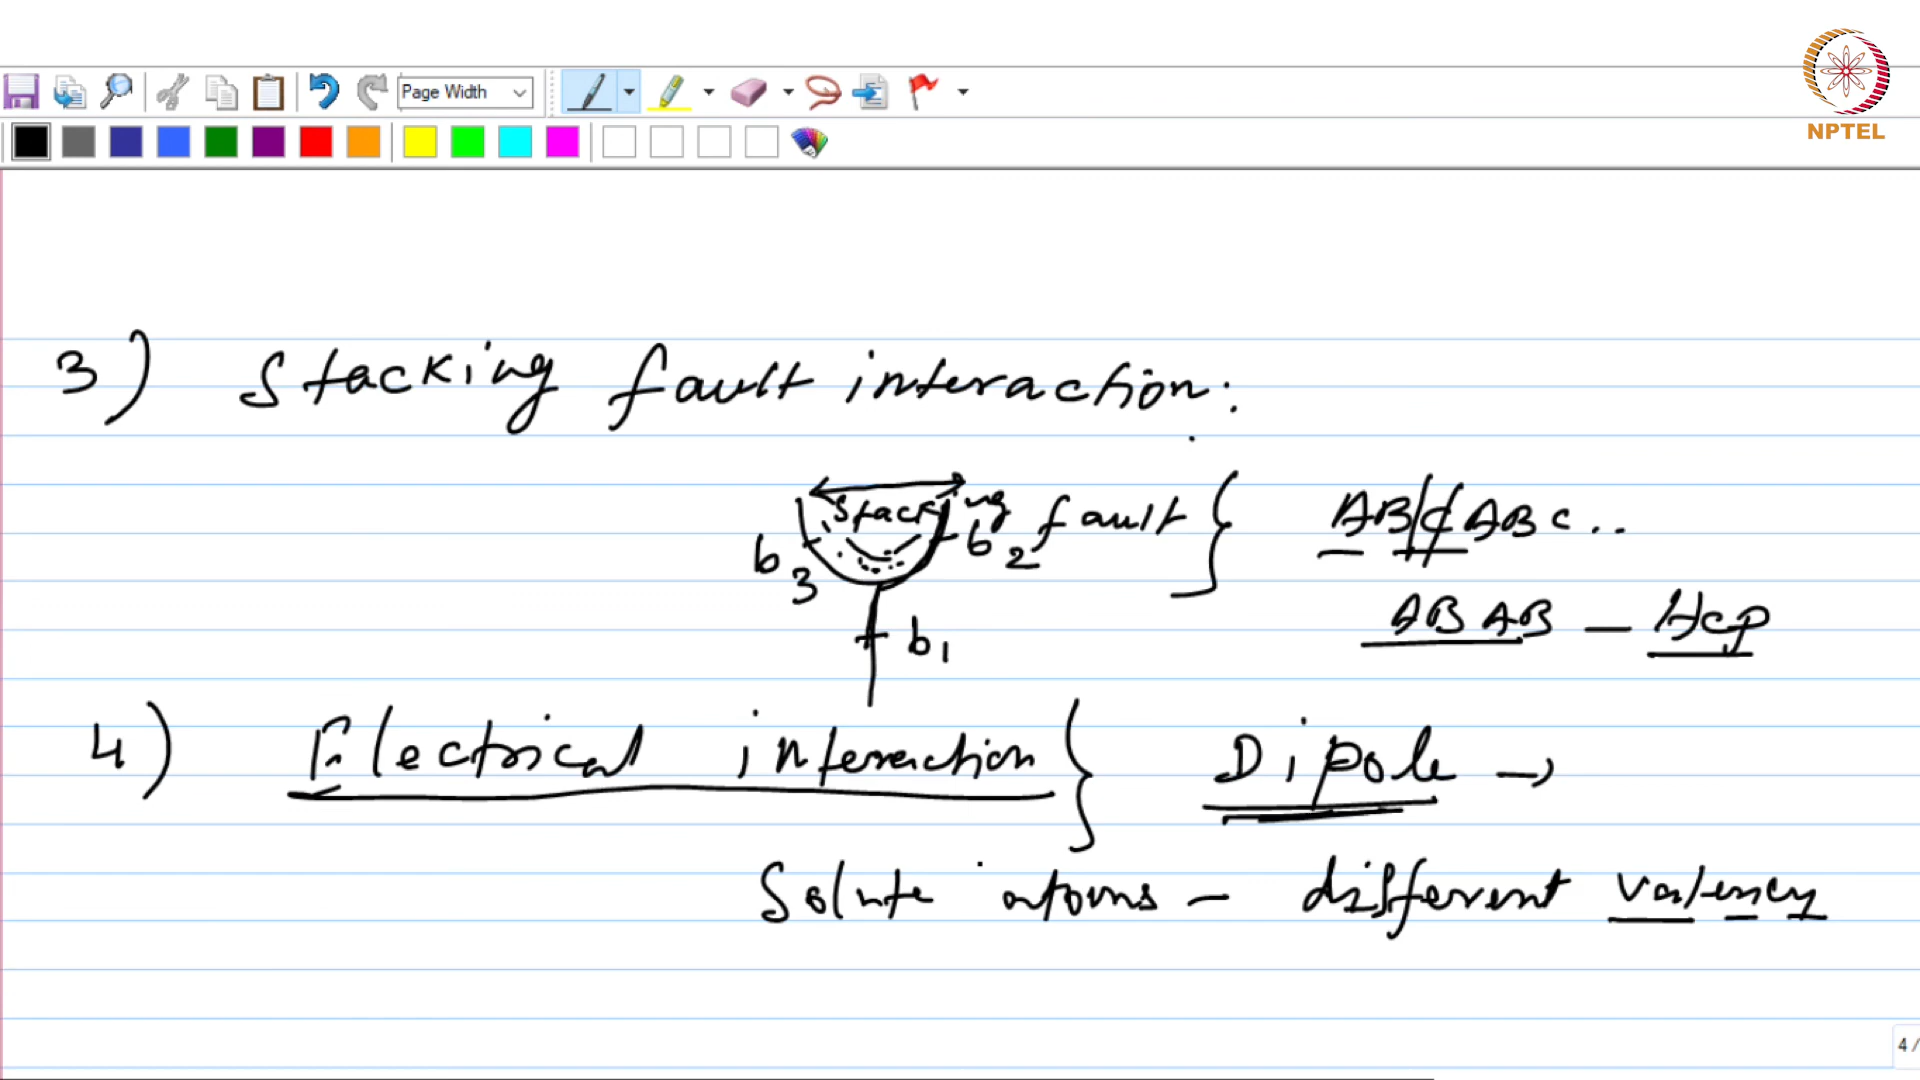 Page Width
NPTEL
3) Stacking fault interaction:
Stacking fault } AB/C ABC..
b3 b2
ABAB - Hcp
b1
4) Electrical interaction } Dipole →
Solute atoms - different valency
4 /